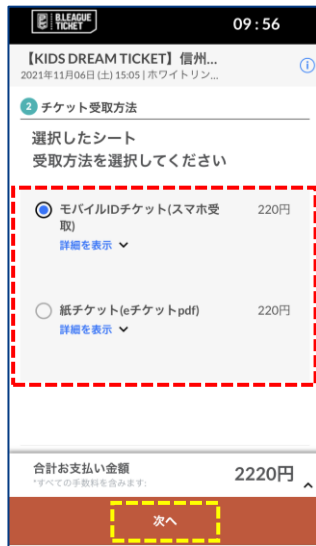 B.LEAGUE
TICKET
09:56
【KIDS DREAM TICKET】信州...
2021年11月06日 (土) 15:05 | ホワイトリン...
2 チケット受取方法
選択したシート
受取方法を選択してください
モバイルIDチケット(スマホ受 220円
取)
詳細を表示
紙チケット(eチケットpdf) 220円
詳細を表示
合計お支払い金額 2220円
*すべての手数料を含みます:
次へ